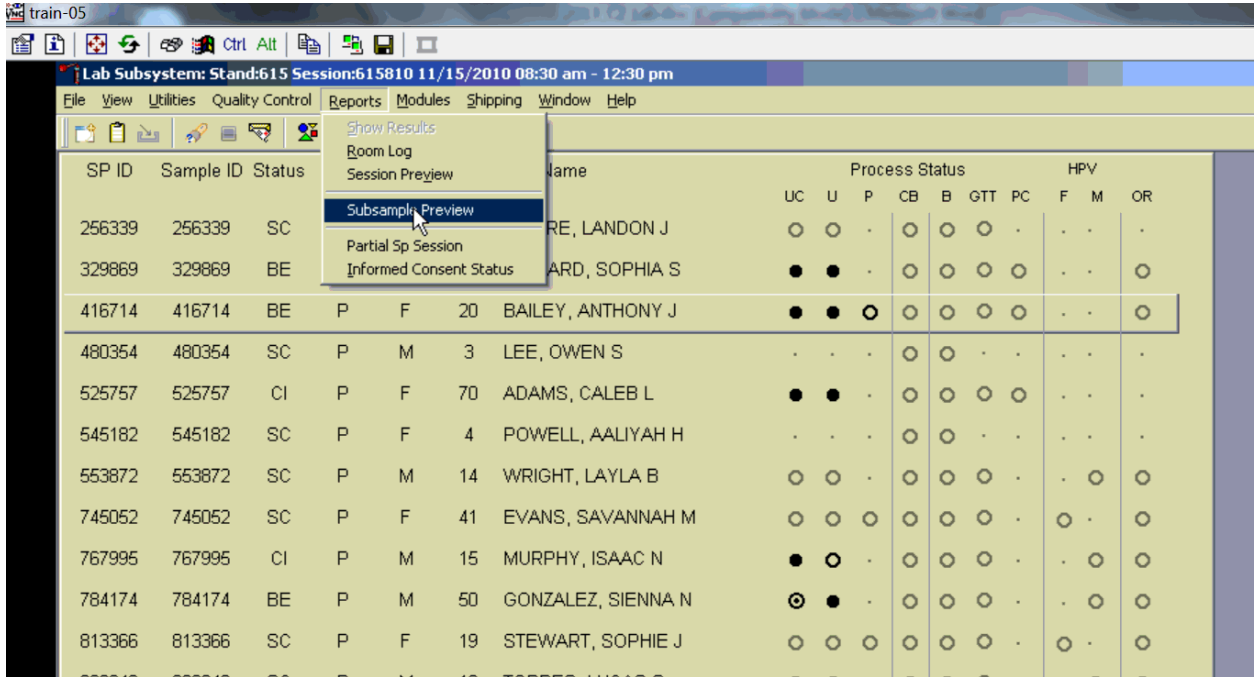 train-05
Ctrl Alt
Lab Subsystem: Stand:615 Session:615810 11/15/2010 08:30 am - 12:30 pm
File View Utilities Quality Control Reports Modules Shipping Window Help
Show Results
Room Log
Session Preview
Subsample Preview
Partial Sp Session
Informed Consent Status
SP ID Sample ID Status Name Process Status HPV
UC U P CB B GTT PC F M OR
256339 256339 SC RE, LANDON J
329869 329869 BE ARD, SOPHIA S
416714 416714 BE P F 20 BAILEY, ANTHONY J
480354 480354 SC P M 3 LEE, OWEN S
525757 525757 CI P F 70 ADAMS, CALEB L
545182 545182 SC P F 4 POWELL, AALIYAH H
553872 553872 SC P M 14 WRIGHT, LAYLA B
745052 745052 SC P F 41 EVANS, SAVANNAH M
767995 767995 CI P M 15 MURPHY, ISAAC N
784174 784174 BE P M 50 GONZALEZ, SIENNA N
813366 813366 SC P F 19 STEWART, SOPHIE J